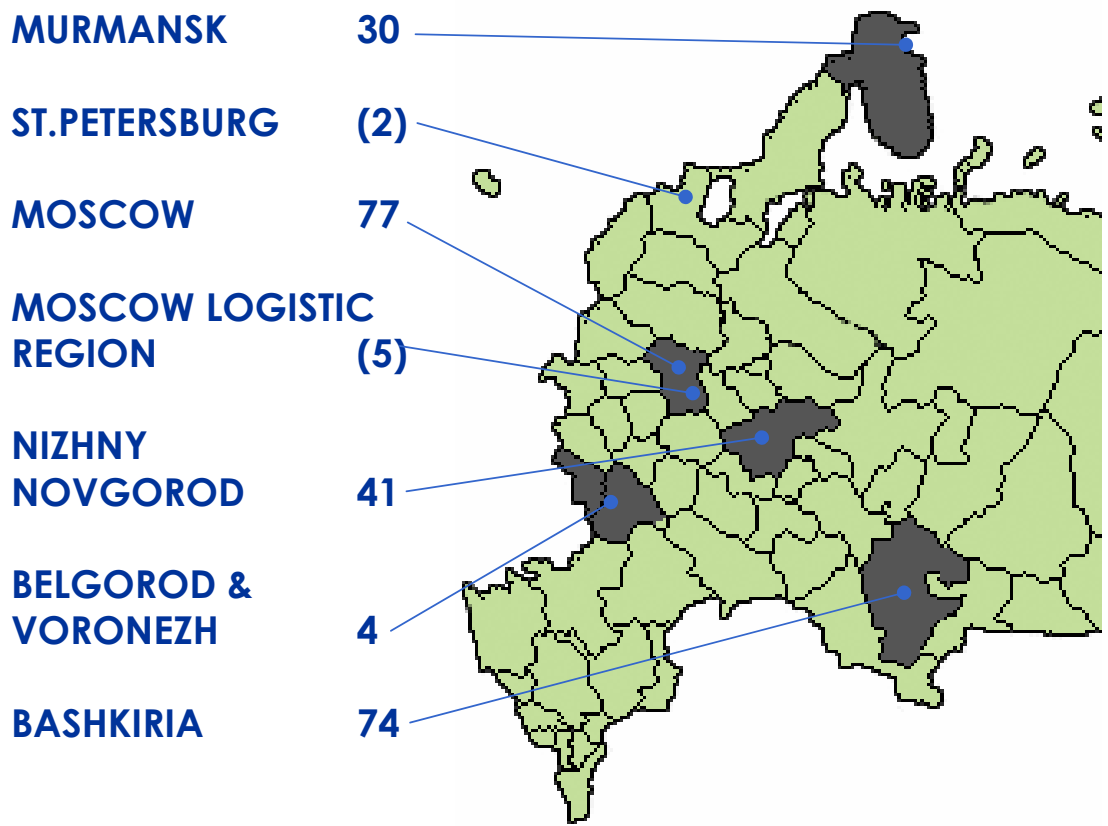 MURMANSK 30
ST.PETERSBURG (2)
MOSCOW 77
MOSCOW LOGISTIC
REGION (5)
NIZHNY
NOVGOROD 41
BELGOROD &
VORONEZH 4
BASHKIRIA 74